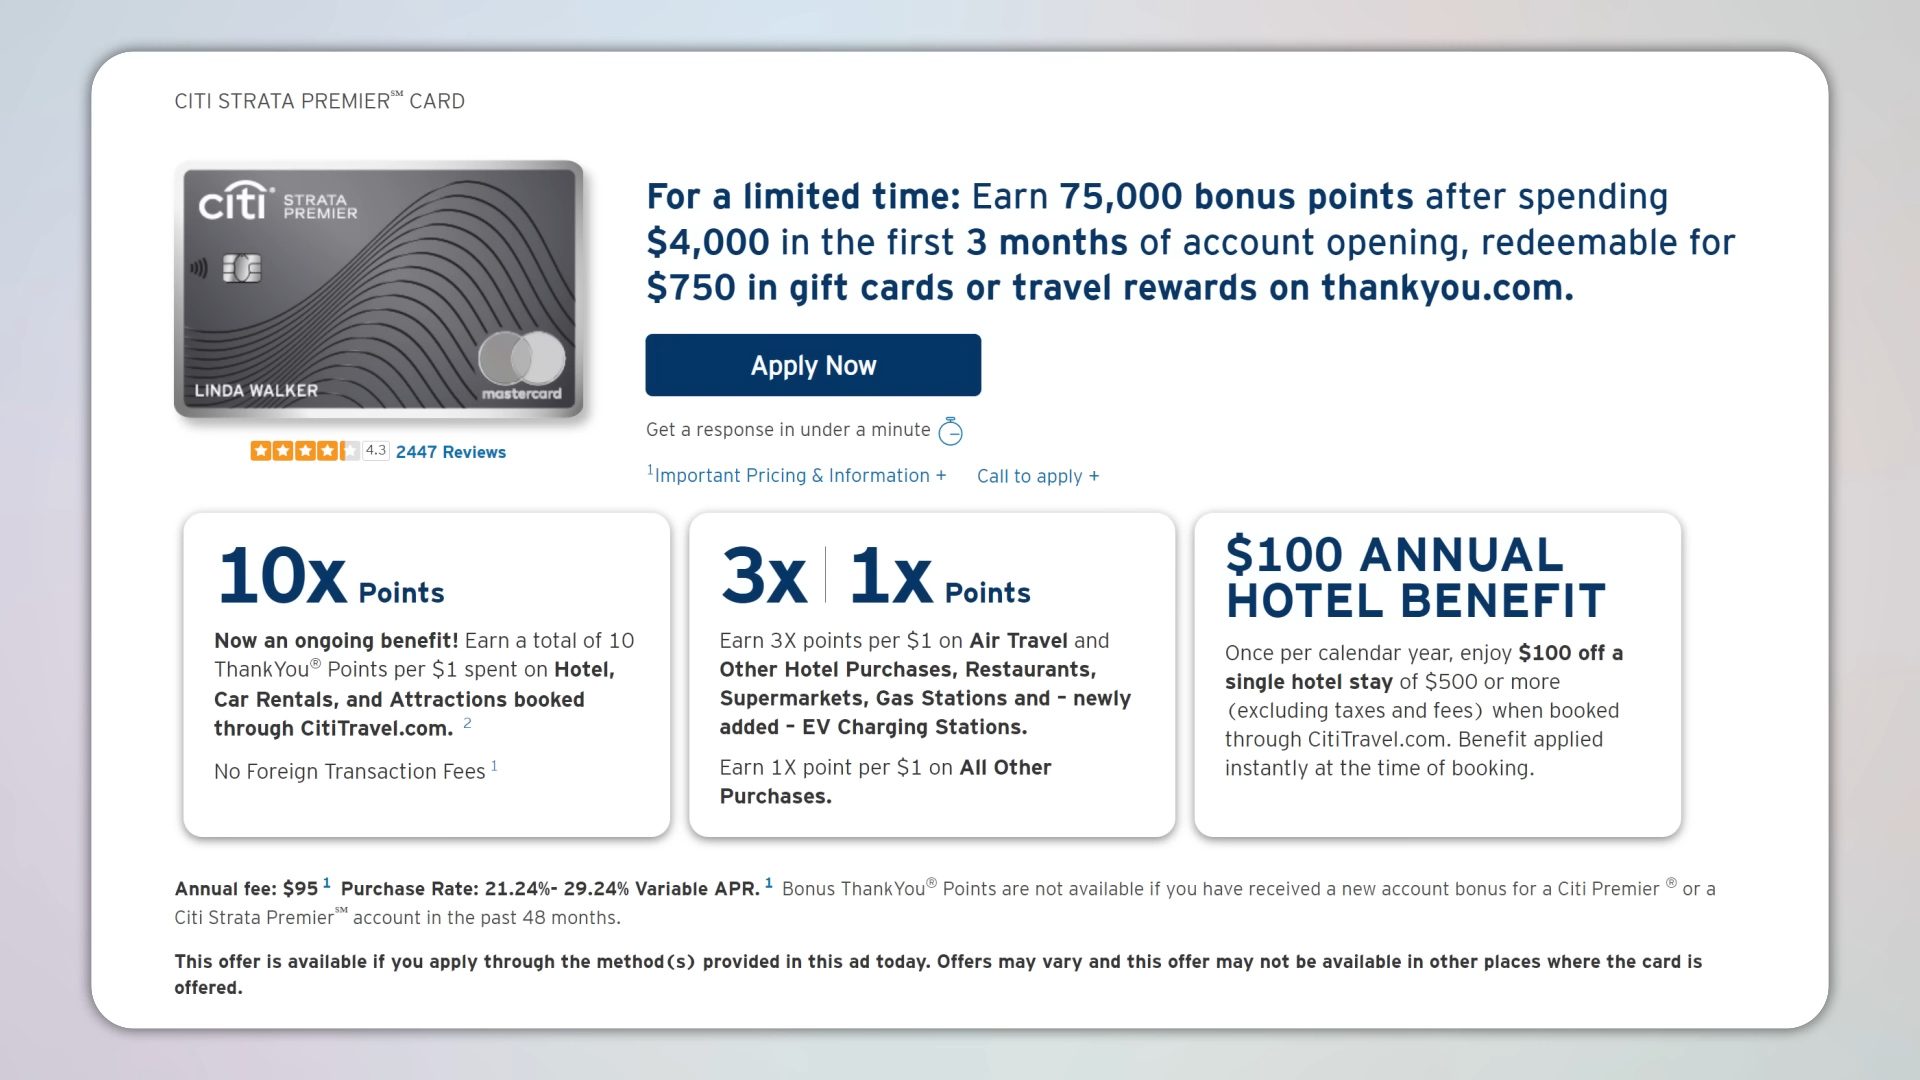 CITI STRATA PREMIER℠ CARD
citi® STRATA PREMIER
LINDA WALKER
mastercard
4.3 2447 Reviews
For a limited time: Earn 75,000 bonus points after spending
$4,000 in the first 3 months of account opening, redeemable for
$750 in gift cards or travel rewards on thankyou.com.
Apply Now
Get a response in under a minute
¹Important Pricing & Information + Call to apply +
10x Points
Now an ongoing benefit! Earn a total of 10
ThankYou® Points per $1 spent on Hotel,
Car Rentals, and Attractions booked
through CitiTravel.com. ²
No Foreign Transaction Fees ¹
3x | 1x Points
Earn 3X points per $1 on Air Travel and
Other Hotel Purchases, Restaurants,
Supermarkets, Gas Stations and – newly
added – EV Charging Stations.
Earn 1X point per $1 on All Other
Purchases.
$100 ANNUAL
HOTEL BENEFIT
Once per calendar year, enjoy $100 off a
single hotel stay of $500 or more
(excluding taxes and fees) when booked
through CitiTravel.com. Benefit applied
instantly at the time of booking.
Annual fee: $95 ¹ Purchase Rate: 21.24%- 29.24% Variable APR. ¹ Bonus ThankYou® Points are not available if you have received a new account bonus for a Citi Premier ® or a
Citi Strata Premier℠ account in the past 48 months.
This offer is available if you apply through the method(s) provided in this ad today. Offers may vary and this offer may not be available in other places where the card is
offered.